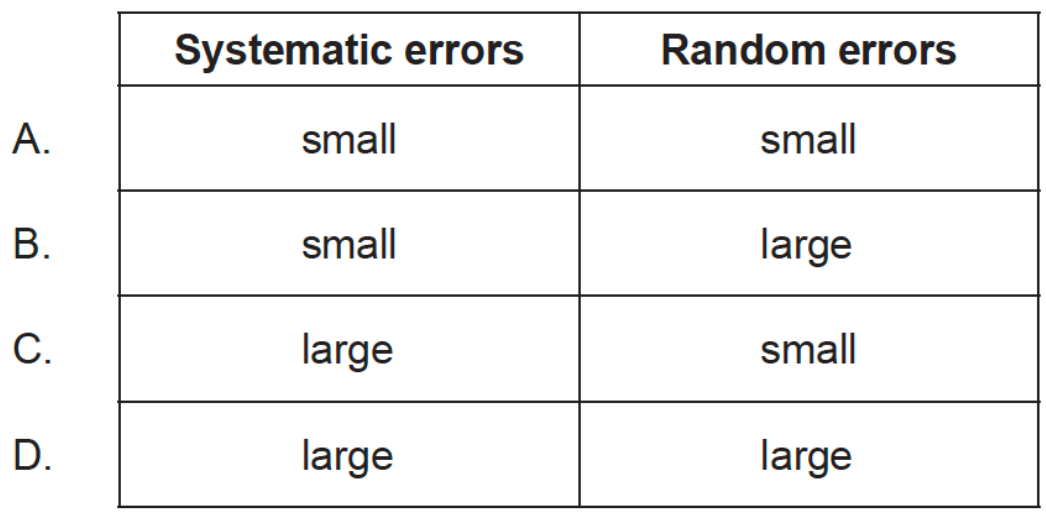 Systematic errors Random errors
A. small small
B. small large
C. large small
D. large large